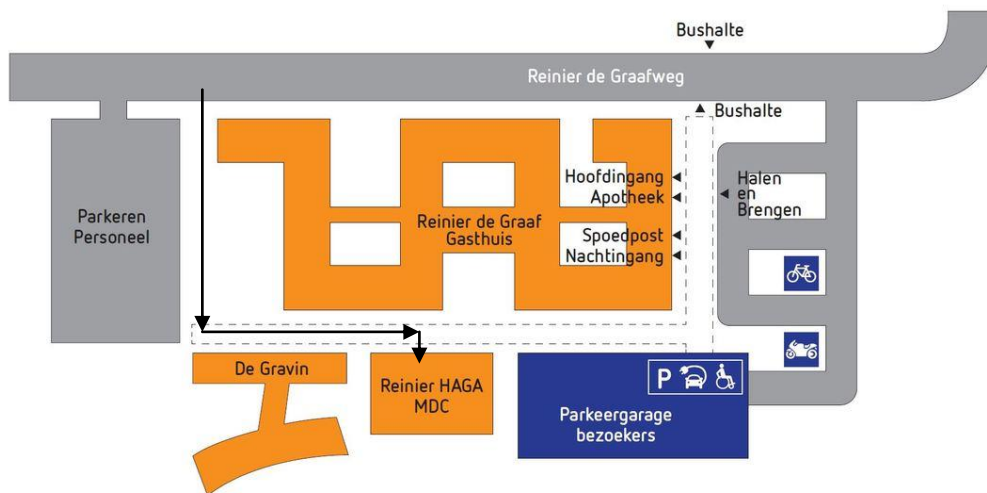 Bushalte
Reinier de Graafweg
Bushalte
Hoofdingang
Apotheek
Halen
en
Brengen
Parkeren
Personeel
Reinier de Graaf
Gasthuis
Spoedpost
Nachtingang
De Gravin
Reinier HAGA
MDC
P
Parkeergarage
bezoekers